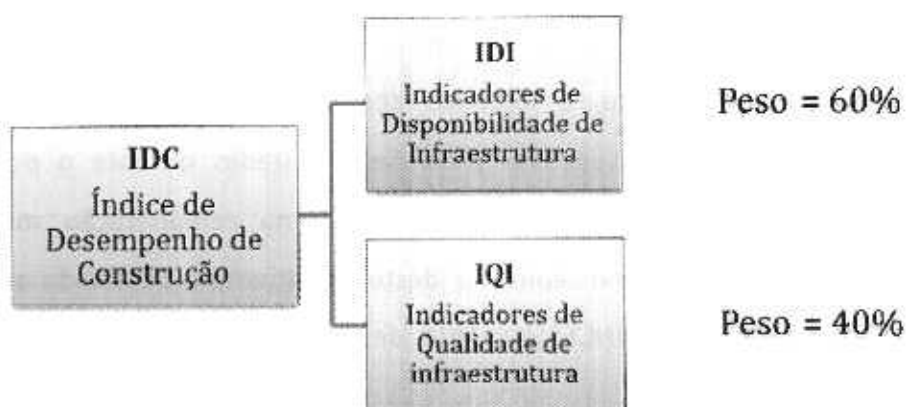 IDI
Indicadores de
Disponibilidade de
Infraestrutura
Peso = 60%
IDC
Índice de
Desempenho de
Construção
IQI
Indicadores de
Qualidade de
infraestrutura
Peso = 40%